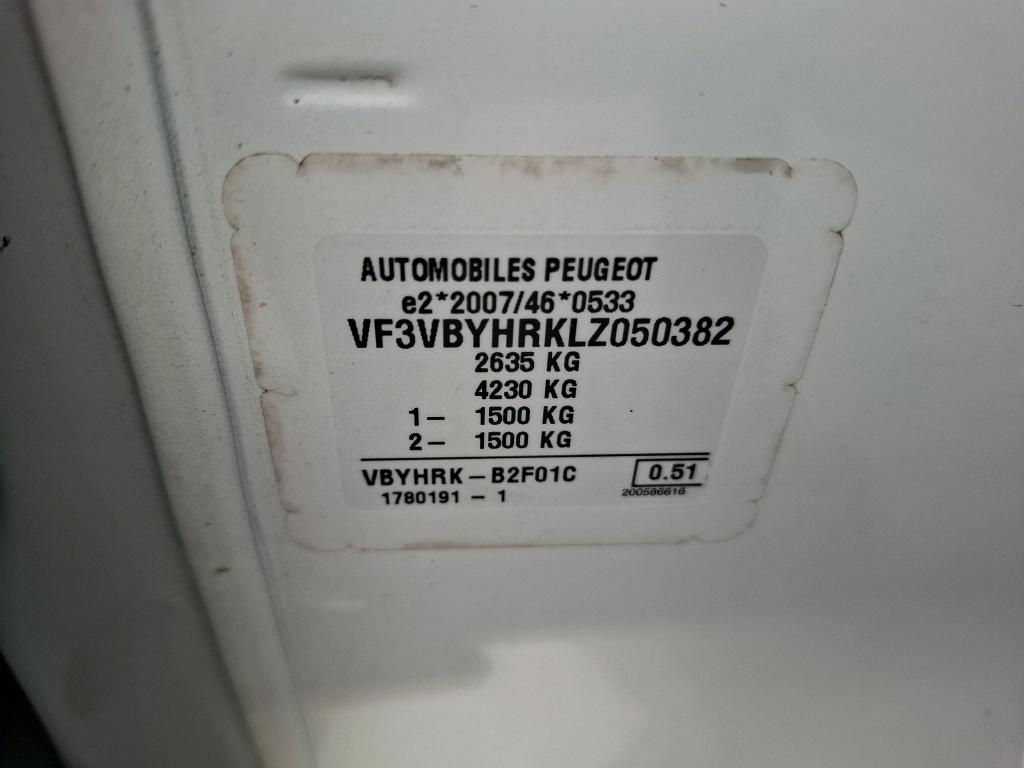 AUTOMOBILES PEUGEOT
e2*2007/46*0533
VF3VBYHRKLZ050382
2635 KG
4230 KG
1- 1500 KG
2- 1500 KG
VBYHRK-B2F01C 0.51
1780191 - 1 200586616